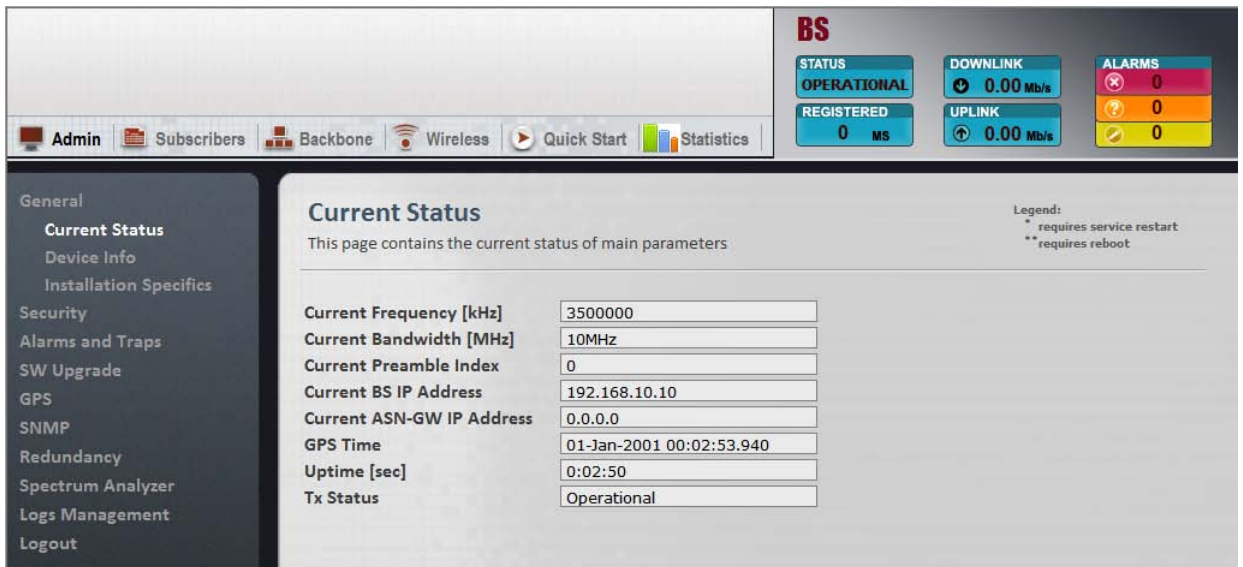 BS
STATUS
OPERATIONAL
DOWNLINK
0.00 Mb/s
ALARMS
0
REGISTERED
0 MS
UPLINK
0.00 Mb/s
0
0
Admin Subscribers Backbone Wireless Quick Start Statistics
General
Current Status
Device Info
Installation Specifics
Security
Alarms and Traps
SW Upgrade
GPS
SNMP
Redundancy
Spectrum Analyzer
Logs Management
Logout
Current Status
This page contains the current status of main parameters
Legend:
* requires service restart
** requires reboot
Current Frequency [kHz] 3500000
Current Bandwidth [MHz] 10MHz
Current Preamble Index 0
Current BS IP Address 192.168.10.10
Current ASN-GW IP Address 0.0.0.0
GPS Time 01-Jan-2001 00:02:53.940
Uptime [sec] 0:02:50
Tx Status Operational